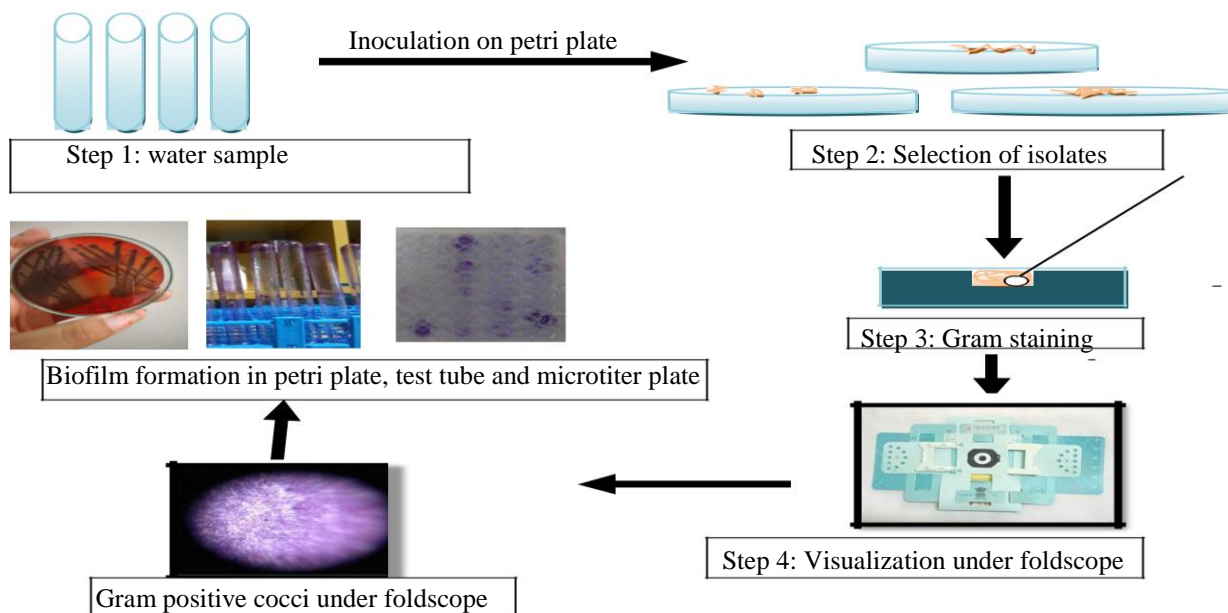 Inoculation on petri plate
Step 1: water sample
Step 2: Selection of isolates
Step 3: Gram staining
Biofilm formation in petri plate, test tube and microtiter plate
Step 4: Visualization under foldscope
Gram positive cocci under foldscope